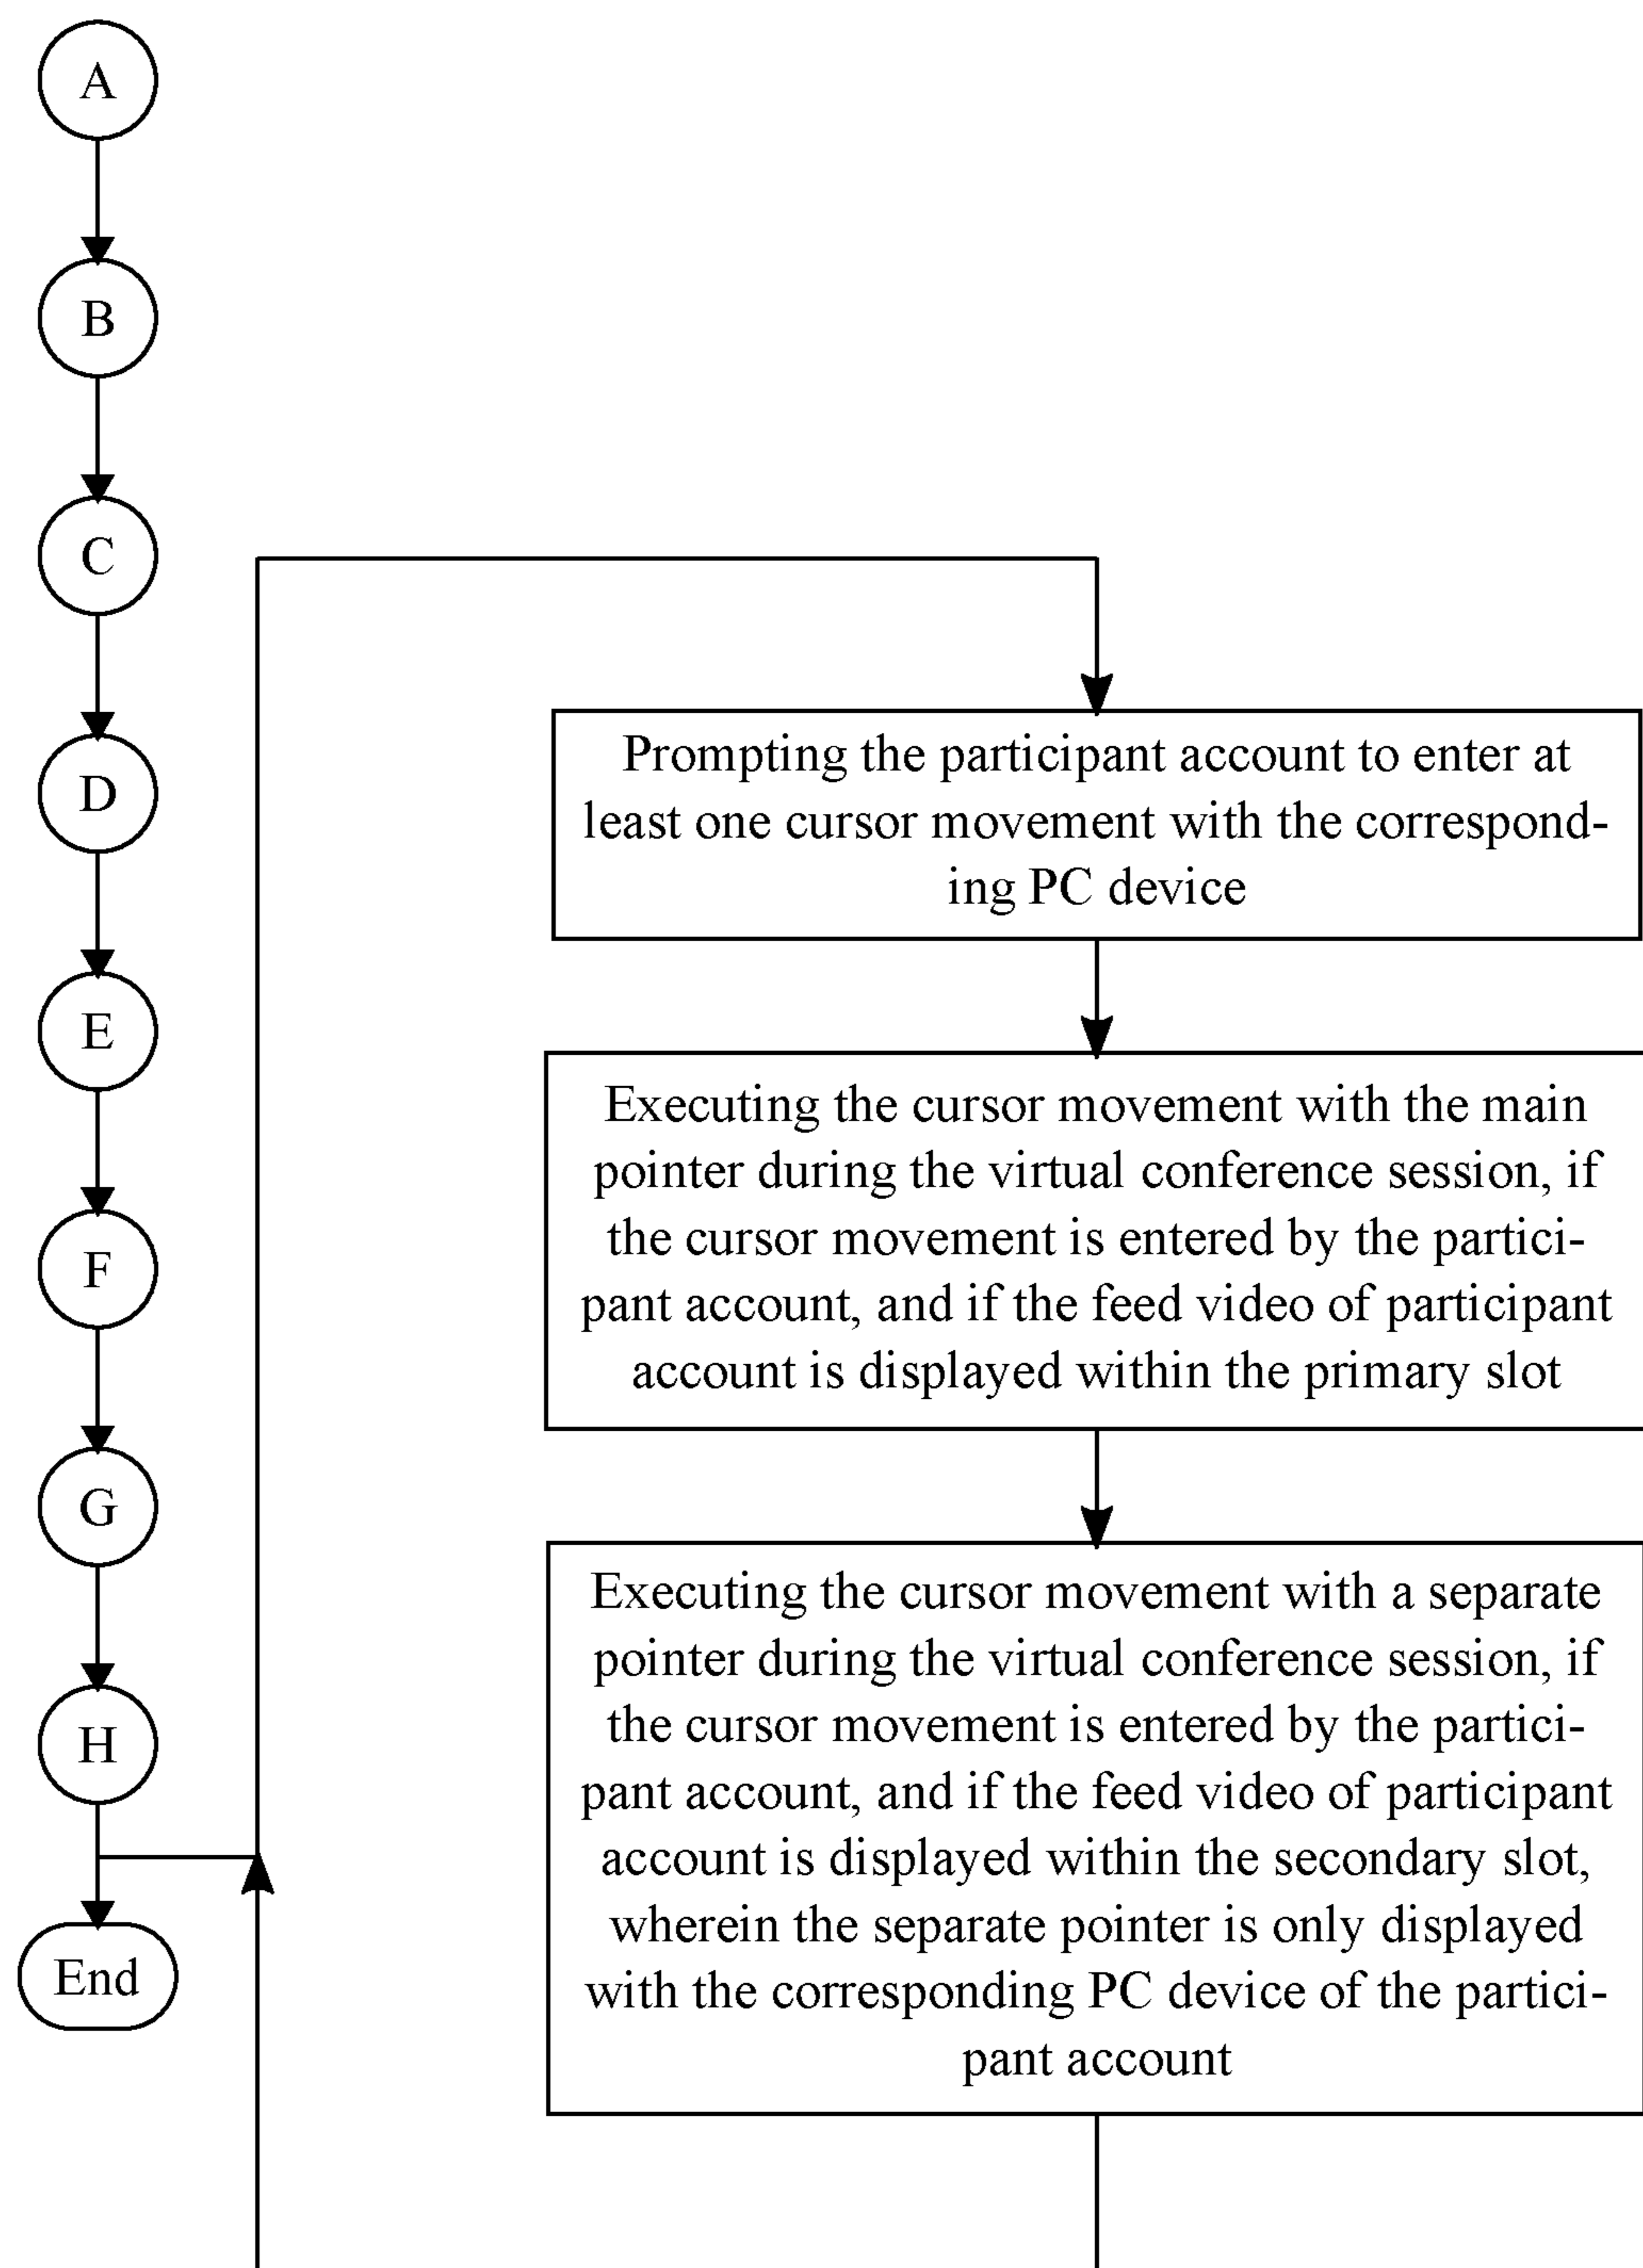 A
B
C
D
E
F
G
H
End
Prompting the participant account to enter at
least one cursor movement with the correspond-
ing PC device
Executing the cursor movement with the main
pointer during the virtual conference session, if
the cursor movement is entered by the partici-
pant account, and if the feed video of participant
account is displayed within the primary slot
Executing the cursor movement with a separate
pointer during the virtual conference session, if
the cursor movement is entered by the partici-
pant account, and if the feed video of participant
account is displayed within the secondary slot,
wherein the separate pointer is only displayed
with the corresponding PC device of the partici-
pant account